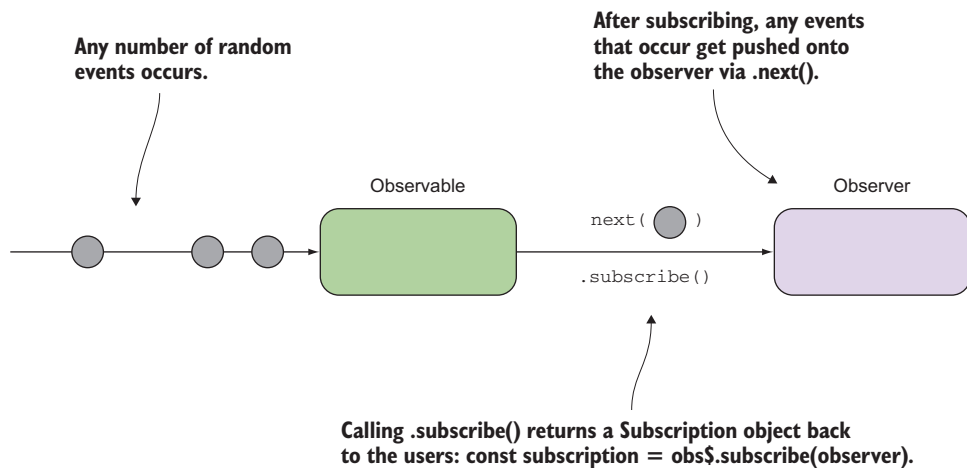 Any number of random
events occurs.
After subscribing, any events
that occur get pushed onto
the observer via .next().
Observable
Observer
next( )
.subscribe()
Calling .subscribe() returns a Subscription object back
to the users: const subscription = obs$.subscribe(observer).